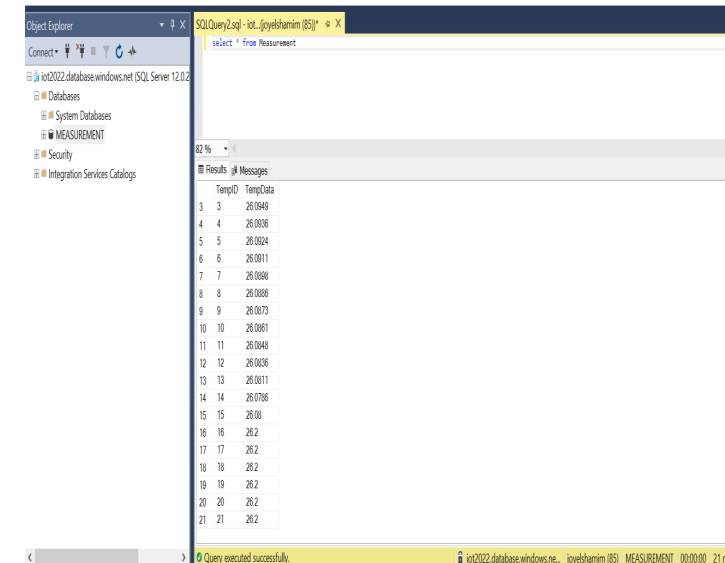 Object Explorer
Connect
iot2022.database.windows.net (SQL Server 12.0.2
Databases
System Databases
MEASUREMENT
Security
Integration Services Catalogs
SQLQuery2.sql - iot...(joyelshamim (85))* X
select * from Measurement
82 %
Results Messages
TempID TempData
3 3 26.0949
4 4 26.0936
5 5 26.0924
6 6 26.0911
7 7 26.0898
8 8 26.0886
9 9 26.0873
10 10 26.0861
11 11 26.0848
12 12 26.0836
13 13 26.0811
14 14 26.0786
15 15 26.08
16 16 26.2
17 17 26.2
18 18 26.2
19 19 26.2
20 20 26.2
21 21 26.2
Query executed successfully. iot2022.database.windows.ne... joyelshamim (85) MEASUREMENT 00:00:00 21 r